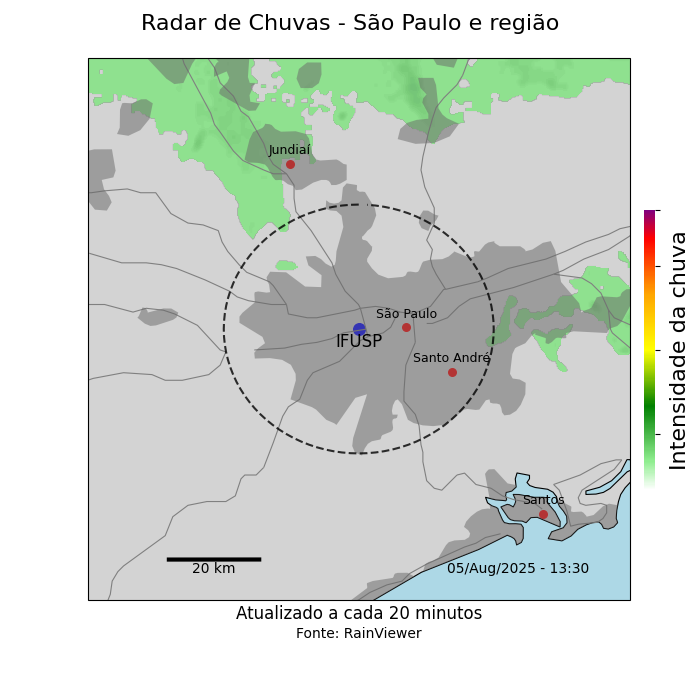 Radar de Chuvas - São Paulo e região
Jundiaí
São Paulo
IFUSP
Santo André
Santos
20 km
05/Aug/2025 - 13:30
Intensidade da chuva
Atualizado a cada 20 minutos
Fonte: RainViewer